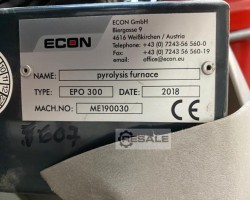 ECON GmbH
Biergasse 9
4616 Weißkirchen / Austria
Telephone: +43 (0) 7243-56 560-0
Fax: +43 (0) 7243-56 560-19
email: office@econ.eu
ECON
NAME: pyrolysis furnace
TYPE: EPO 300 DATE: 2018
MACH.NO: ME190030 CE
RESALE